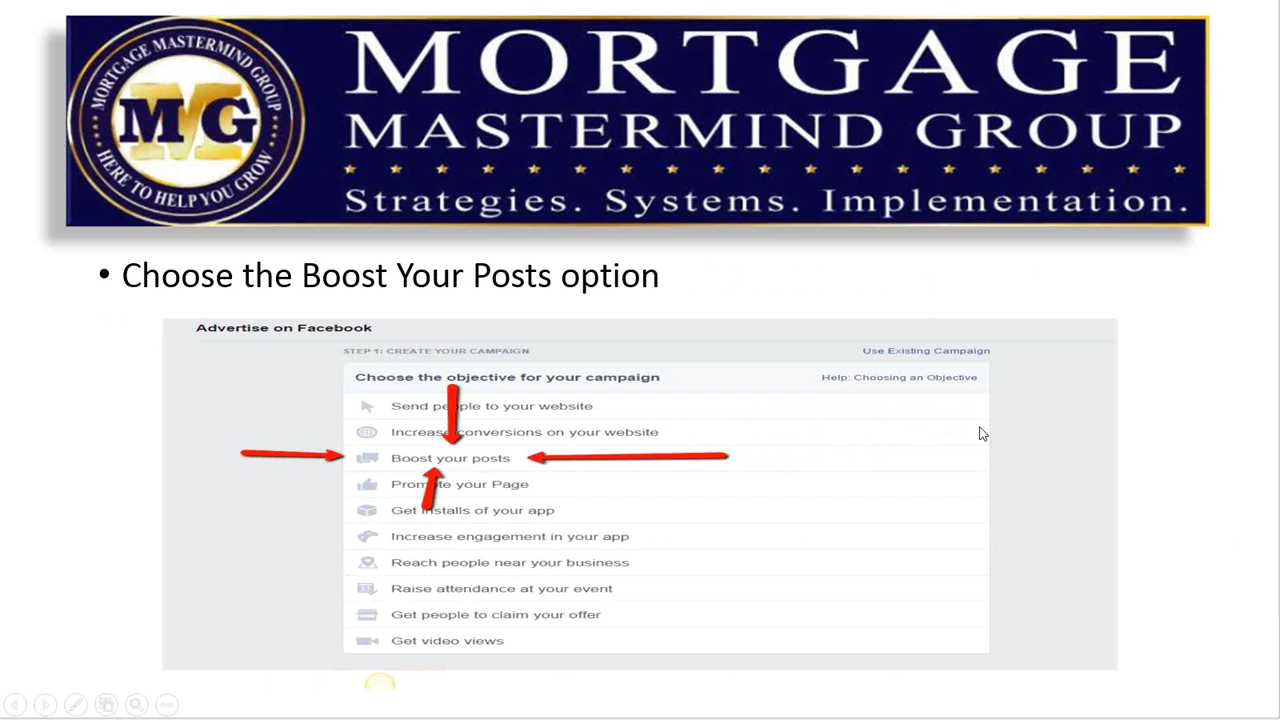 MORTGAGE MASTERMIND GROUP
MG
HERE TO HELP YOU GROW
MORTGAGE
MASTERMIND GROUP
Strategies. Systems. Implementation.
• Choose the Boost Your Posts option
Advertise on Facebook
STEP 1: CREATE YOUR CAMPAIGN
Use Existing Campaign
Choose the objective for your campaign
Help: Choosing an Objective
Send people to your website
Increase conversions on your website
Boost your posts
Promote your Page
Get installs of your app
Increase engagement in your app
Reach people near your business
Raise attendance at your event
Get people to claim your offer
Get video views